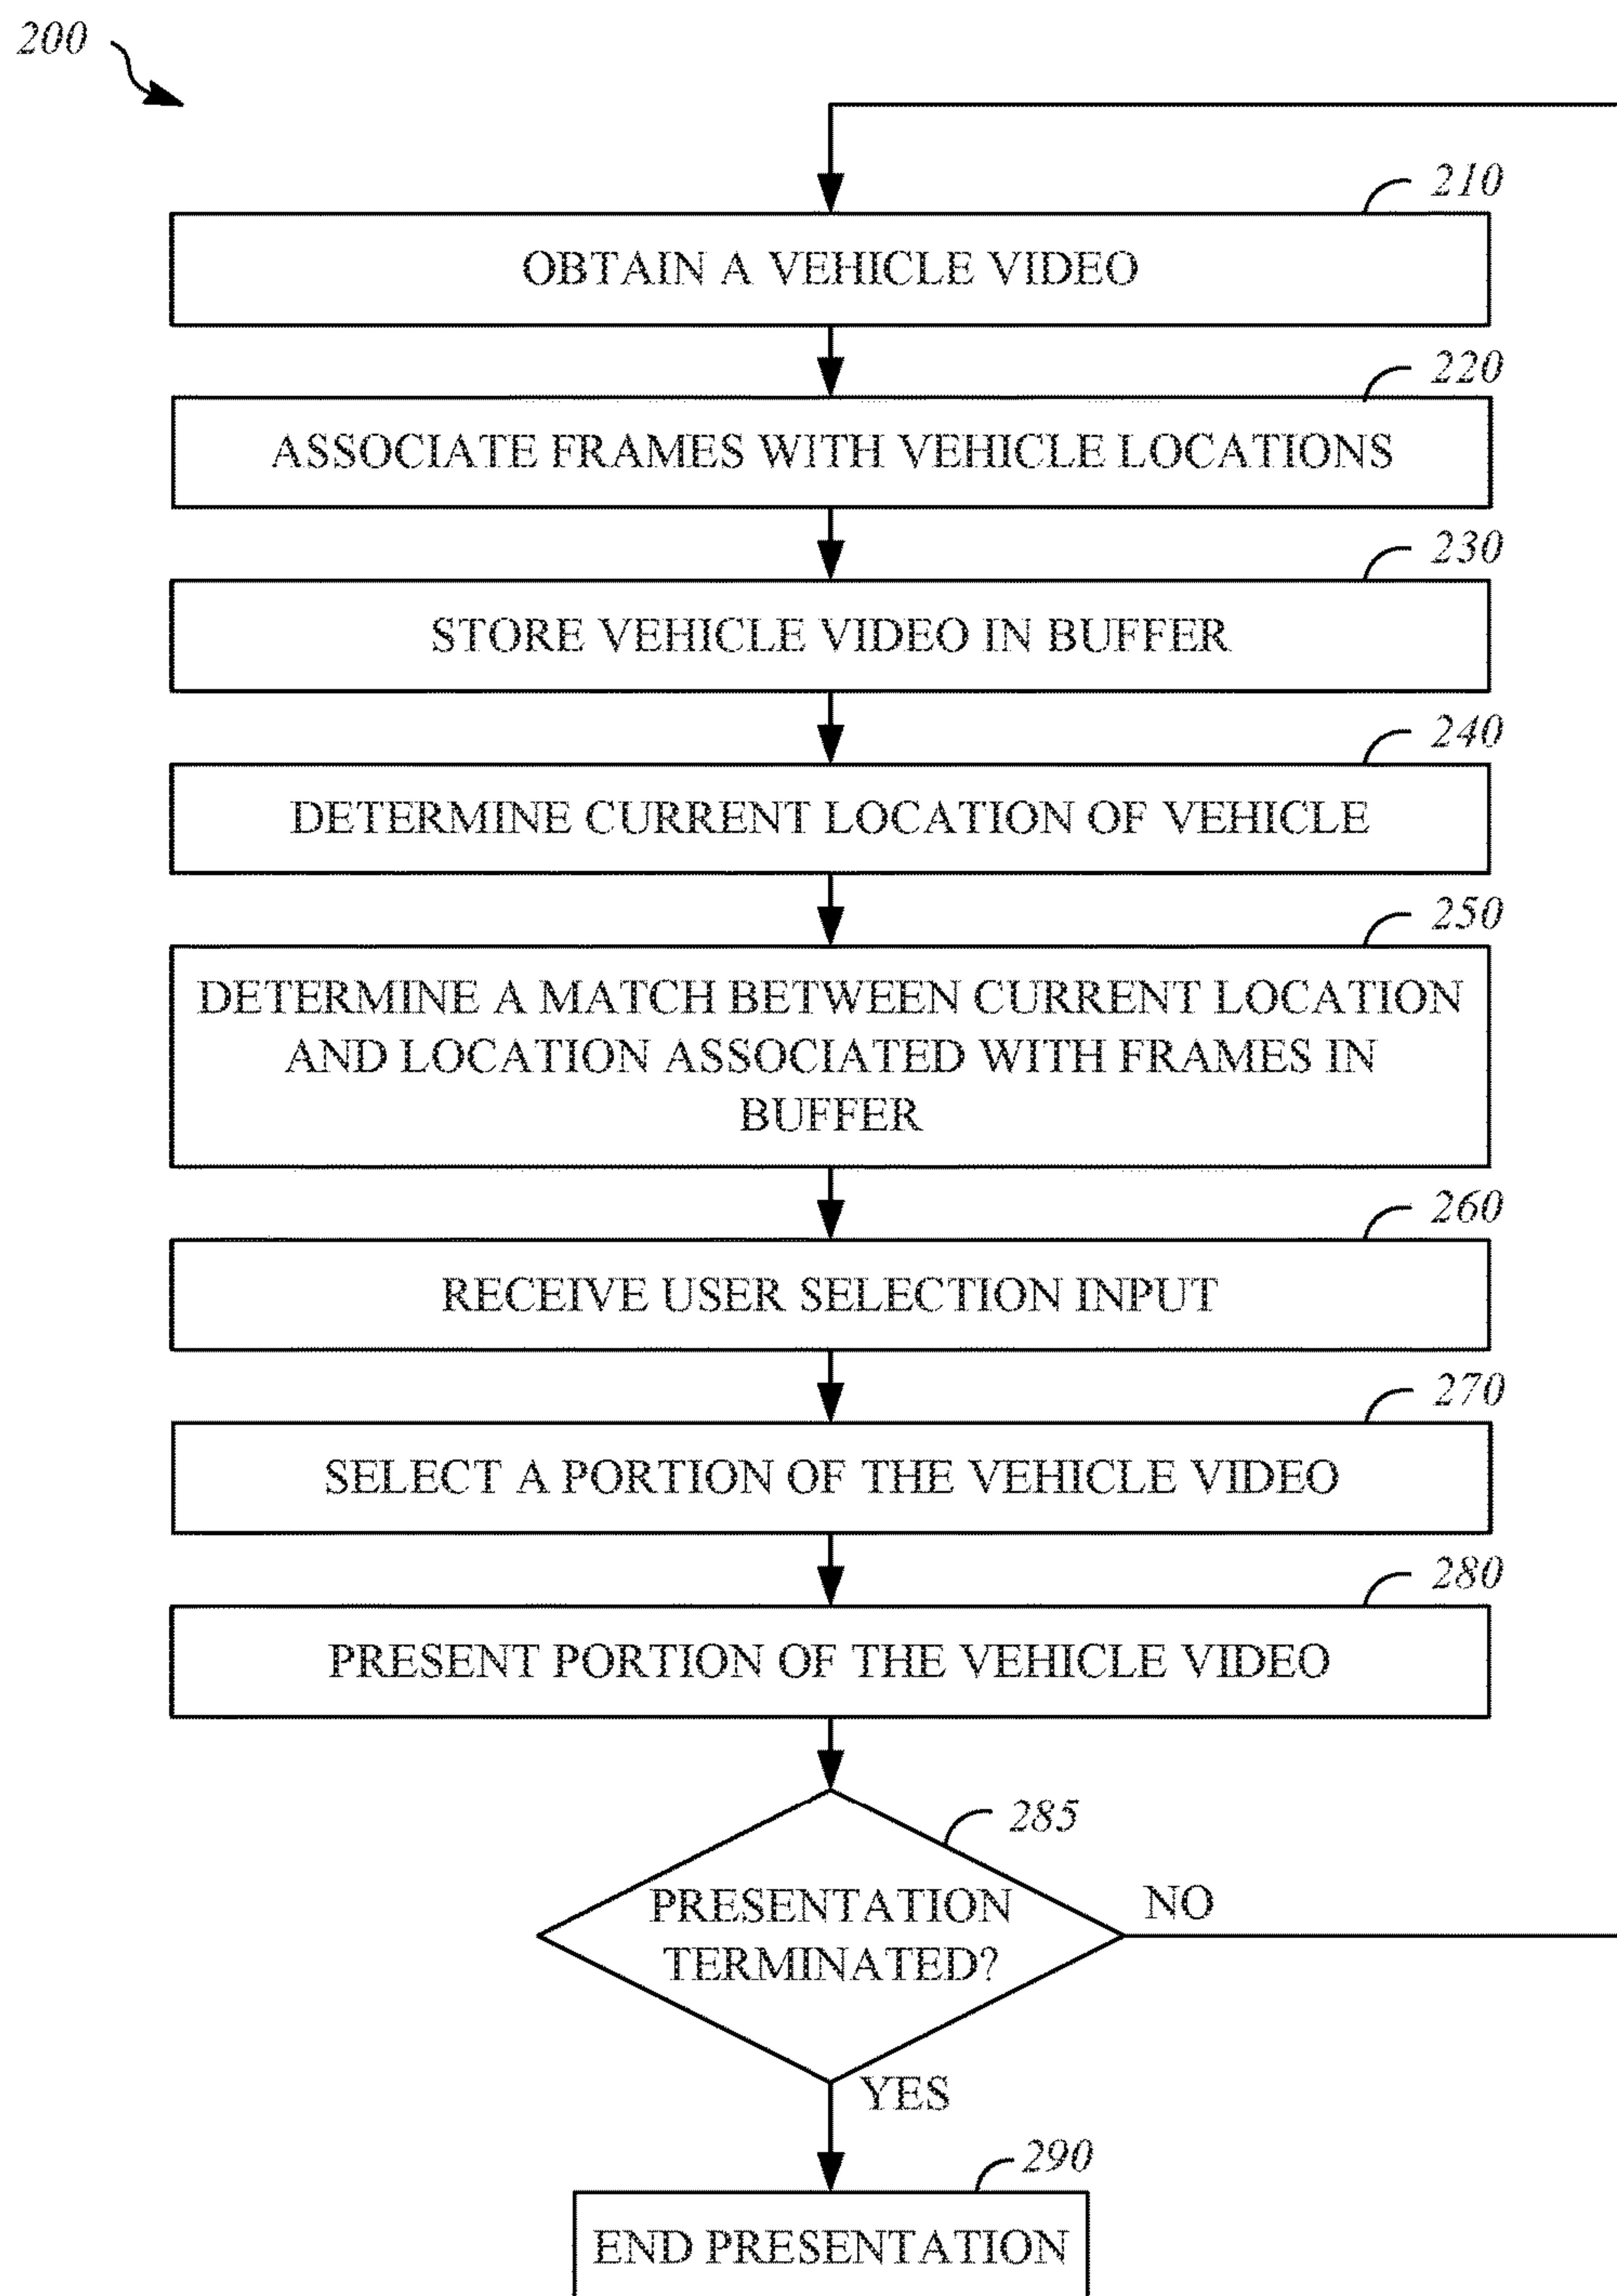 200
210
OBTAIN A VEHICLE VIDEO
220
ASSOCIATE FRAMES WITH VEHICLE LOCATIONS
230
STORE VEHICLE VIDEO IN BUFFER
240
DETERMINE CURRENT LOCATION OF VEHICLE
250
DETERMINE A MATCH BETWEEN CURRENT LOCATION
AND LOCATION ASSOCIATED WITH FRAMES IN
BUFFER
260
RECEIVE USER SELECTION INPUT
270
SELECT A PORTION OF THE VEHICLE VIDEO
280
PRESENT PORTION OF THE VEHICLE VIDEO
285
PRESENTATION
TERMINATED?
NO
YES
290
END PRESENTATION